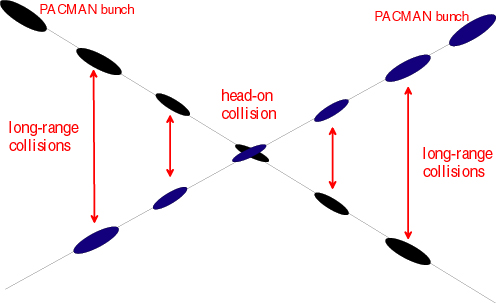 PACMAN bunch
PACMAN bunch
head-on
collision
long-range
collisions
long-range
collisions